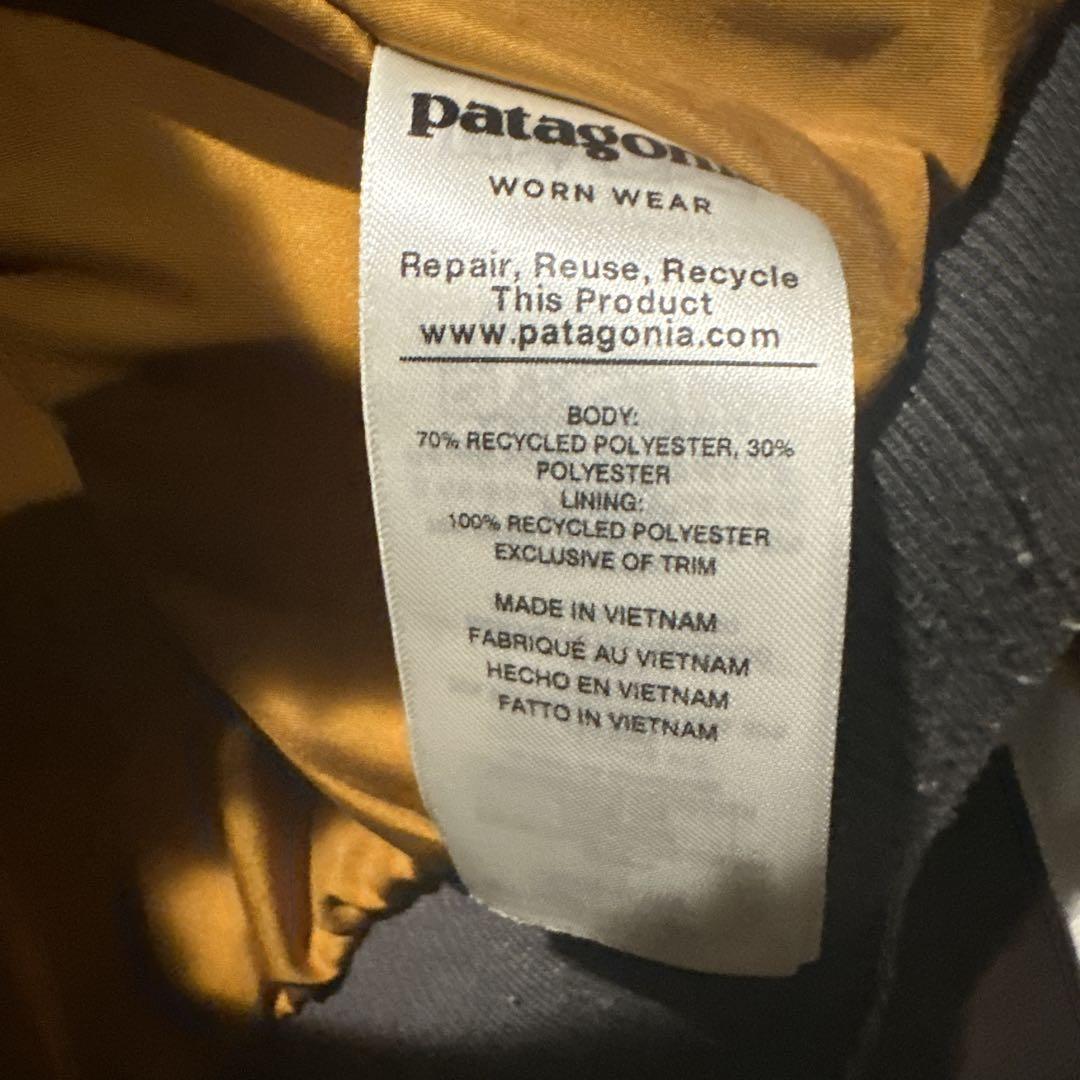 patagoni
WORN WEAR
Repair, Reuse, Recycle
This Product
www.patagonia.com
BODY:
70% RECYCLED POLYESTER, 30%
POLYESTER
LINING:
100% RECYCLED POLYESTER
EXCLUSIVE OF TRIM
MADE IN VIETNAM
FABRIQUÉ AU VIETNAM
HECHO EN VIETNAM
FATTO IN VIETNAM